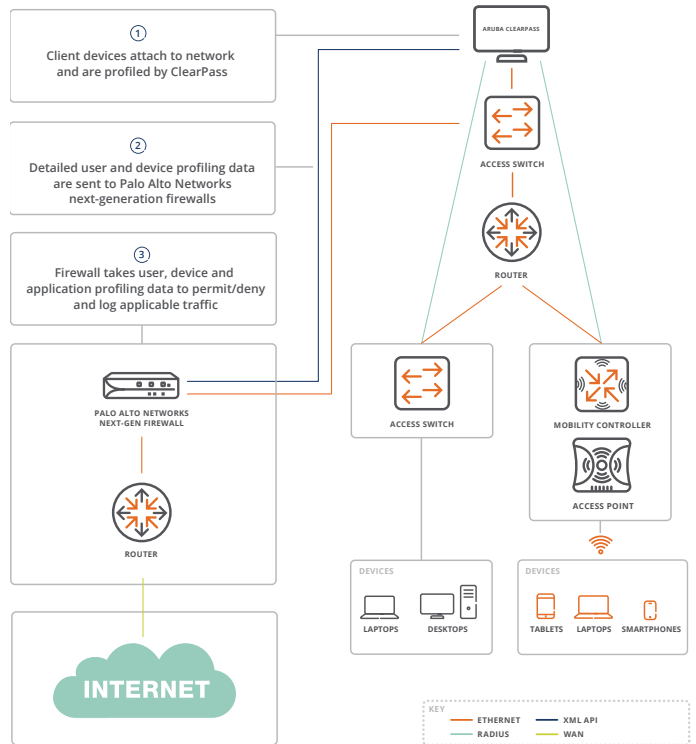 1
Client devices attach to network
and are profiled by ClearPass
2
Detailed user and device profiling data
are sent to Palo Alto Networks
next-generation firewalls
3
Firewall takes user, device and
application profiling data to permit/deny
and log applicable traffic
PALO ALTO NETWORKS
NEXT-GEN FIREWALL
ROUTER
INTERNET
ARUBA CLEARPASS
ACCESS SWITCH
ROUTER
ACCESS SWITCH
MOBILITY CONTROLLER
ACCESS POINT
DEVICES
LAPTOPS
DESKTOPS
DEVICES
TABLETS
LAPTOPS
SMARTPHONES
KEY
ETHERNET
XML API
RADIUS
WAN